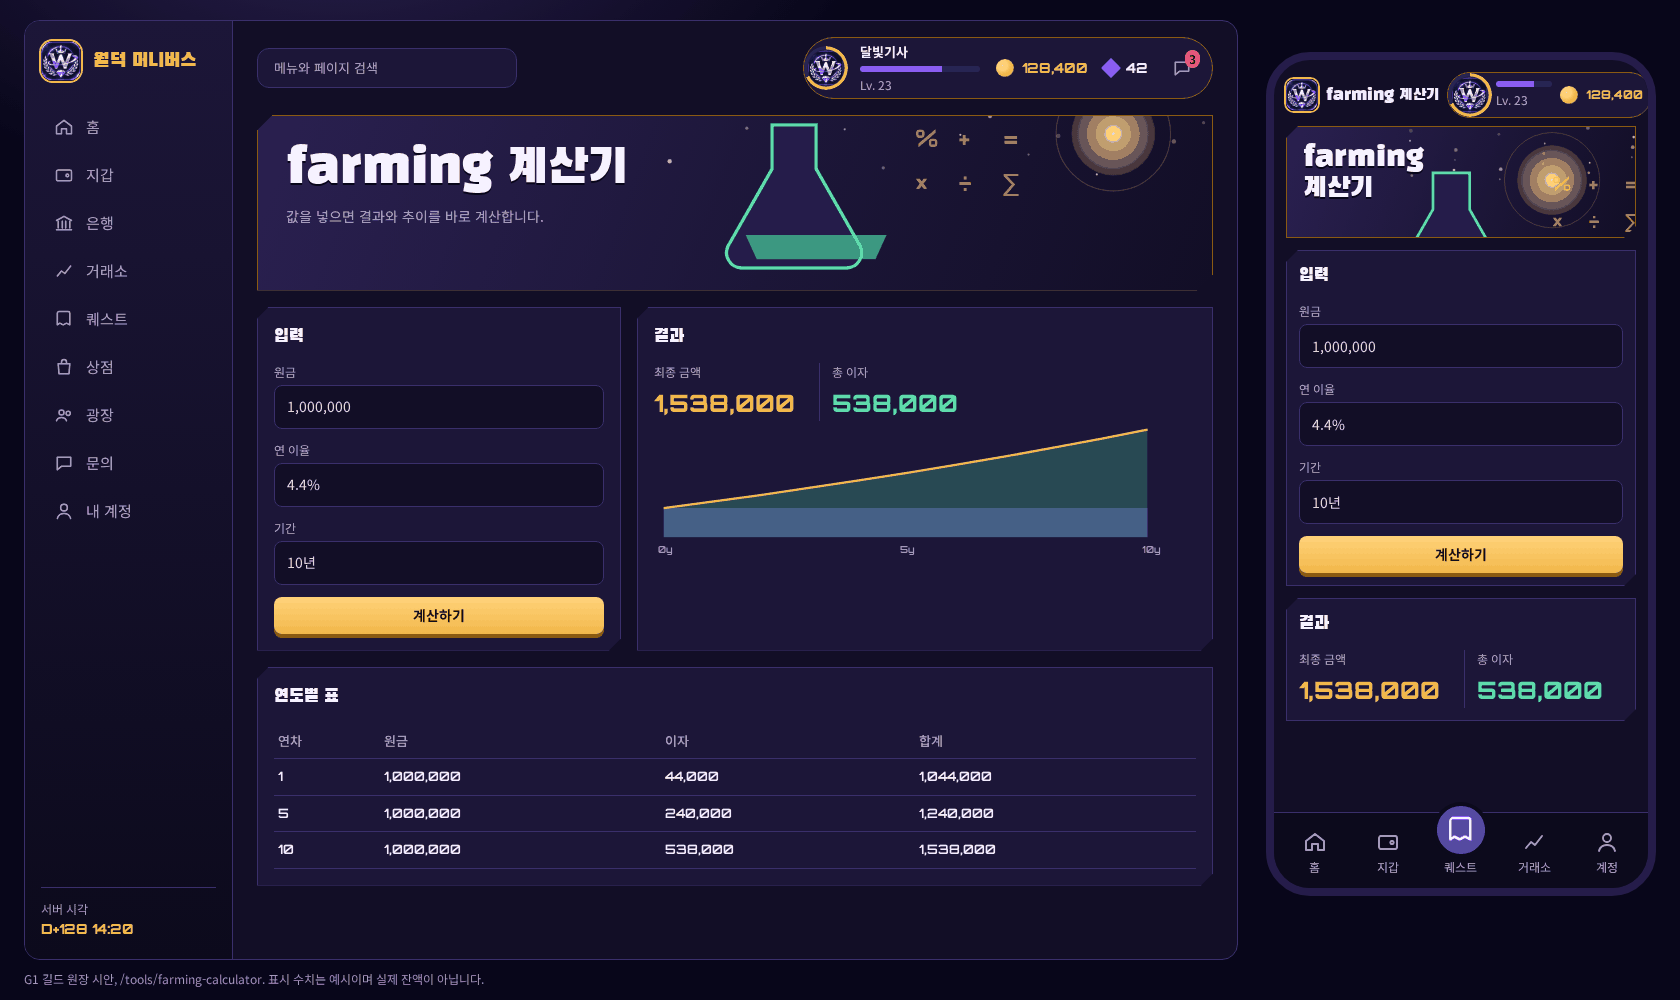 원덕 머니버스
홈
지갑
은행
거래소
퀘스트
상점
광장
문의
내 계정
서버 시각
D+128 14:20
메뉴와 페이지 검색
W
달빛기사
Lv. 23
128,400
42
3
farming 계산기
값을 넣으면 결과와 추이를 바로 계산합니다.
% + =
x ÷ ∑
입력
원금
1,000,000
연 이율
4.4%
기간
10년
계산하기
결과
최종 금액
1,538,000
총 이자
538,000
0y 5y 10y
연도별 표
연차 원금 이자 합계
1 1,000,000 44,000 1,044,000
5 1,000,000 240,000 1,240,000
10 1,000,000 538,000 1,538,000
G1 길드 원장 시안, /tools/farming-calculator. 표시 수치는 예시이며 실제 잔액이 아닙니다.
W
farming 계산기
W
Lv. 23
128,400
farming
계산기
% + =
x ÷ ∑
입력
원금
1,000,000
연 이율
4.4%
기간
10년
계산하기
결과
최종 금액
1,538,000
총 이자
538,000
홈
지갑
퀘스트
거래소
계정